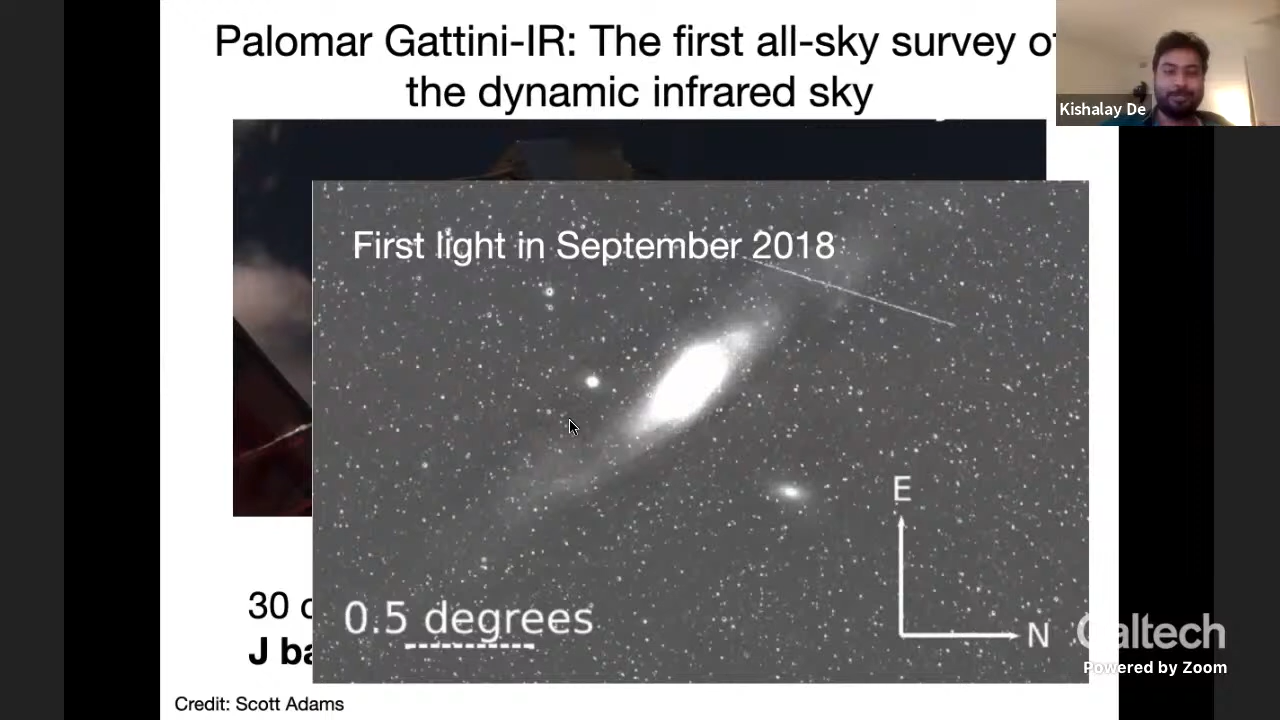 Palomar Gattini-IR: The first all-sky survey of
the dynamic infrared sky
Kishalay De
First light in September 2018
E
N
0.5 degrees
30
J
Caltech
Powered by Zoom
Credit: Scott Adams